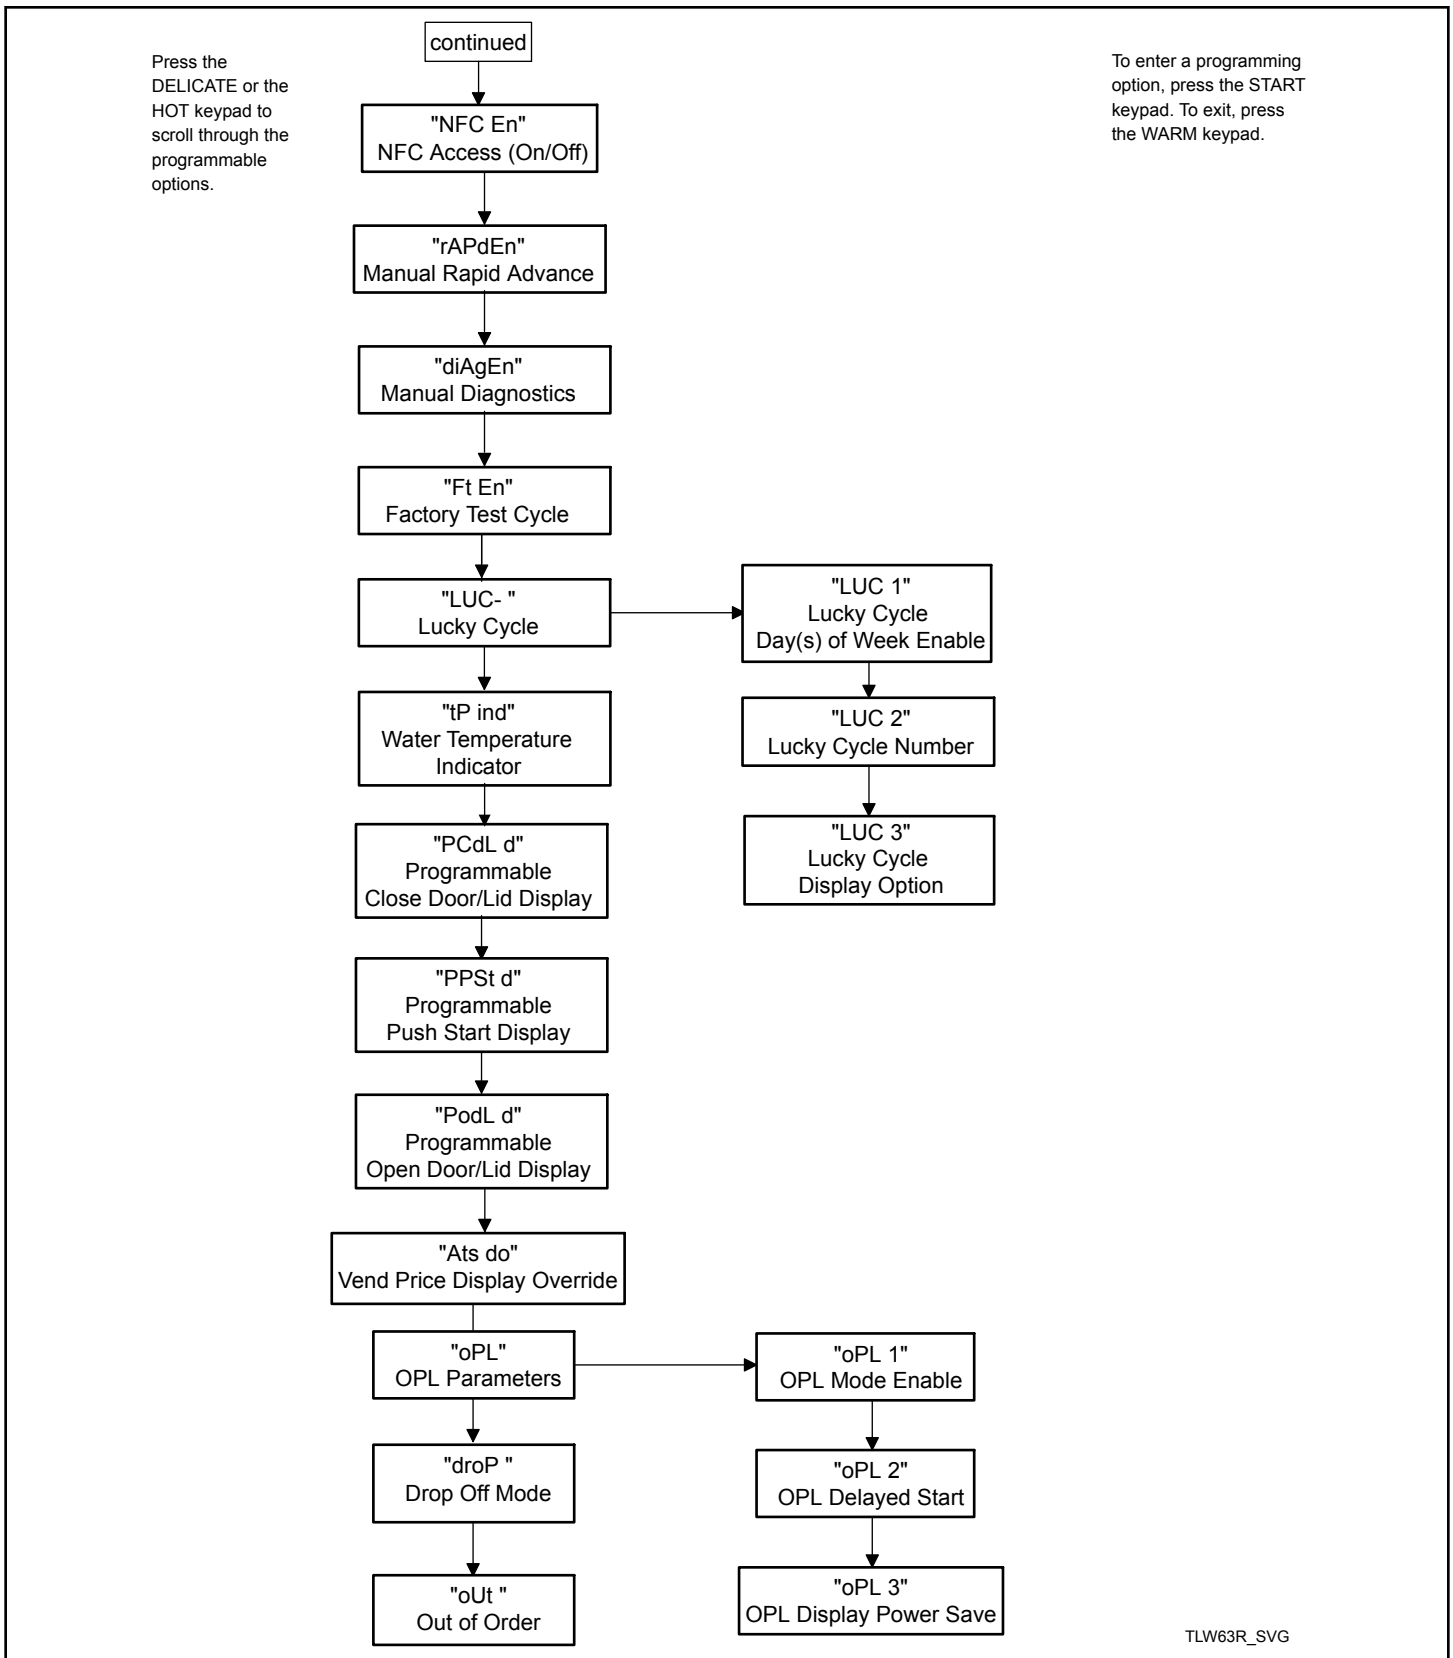 continued
Press the
DELICATE or the
HOT keypad to
scroll through the
programmable
options.
To enter a programming
option, press the START
keypad. To exit, press
the WARM keypad.
"NFC En"
NFC Access (On/Off)
"rAPdEn"
Manual Rapid Advance
"diAgEn"
Manual Diagnostics
"Ft En"
Factory Test Cycle
"LUC- "
Lucky Cycle
"LUC 1"
Lucky Cycle
Day(s) of Week Enable
"LUC 2"
Lucky Cycle Number
"LUC 3"
Lucky Cycle
Display Option
"tP ind"
Water Temperature
Indicator
"PCdL d"
Programmable
Close Door/Lid Display
"PPSt d"
Programmable
Push Start Display
"PodL d"
Programmable
Open Door/Lid Display
"Ats do"
Vend Price Display Override
"oPL"
OPL Parameters
"oPL 1"
OPL Mode Enable
"oPL 2"
OPL Delayed Start
"oPL 3"
OPL Display Power Save
"droP "
Drop Off Mode
"oUt "
Out of Order
TLW63R_SVG